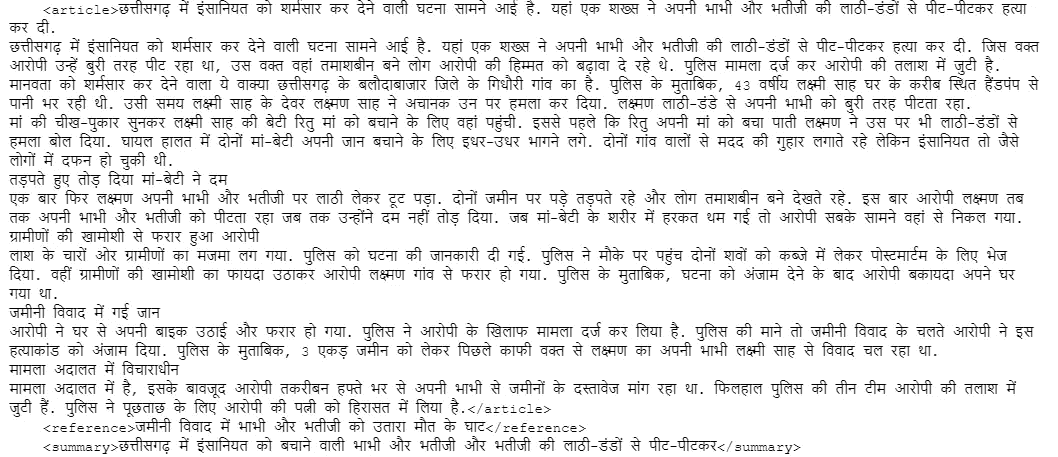 <article>छत्तीसगढ़ में इंसानियत को शर्मसार कर देने वाली घटना सामने आई है. यहां एक शख्स ने अपनी भाभी और भतीजी की लाठी-डंडों से पीट-पीटकर हत्या
कर दी.
छत्तीसगढ़ में इंसानियत को शर्मसार कर देने वाली घटना सामने आई है. यहां एक शख्स ने अपनी भाभी और भतीजी की लाठी-डंडों से पीट-पीटकर हत्या कर दी. जिस वक्त
आरोपी उन्हें बुरी तरह पीट रहा था, उस वक्त वहां तमाशबीन बने लोग आरोपी की हिम्मत को बढ़ावा दे रहे थे. पुलिस मामला दर्ज कर आरोपी की तलाश में जुटी है.
मानवता को शर्मसार कर देने वाला ये वाक्या छत्तीसगढ़ के बलौदाबाजार जिले के गिधौरी गांव का है. पुलिस के मुताबिक, 43 वर्षीय लक्ष्मी साह घर के करीब स्थित हैंडपंप से
पानी भर रही थी. उसी समय लक्ष्मी साह के देवर लक्ष्मण साह ने अचानक उन पर हमला कर दिया. लक्ष्मण लाठी-डंडे से अपनी भाभी को बुरी तरह पीटता रहा.
मां की चीख-पुकार सुनकर लक्ष्मी साह की बेटी रितु मां को बचाने के लिए वहां पहुंची. इससे पहले कि रितु अपनी मां को बचा पाती लक्ष्मण ने उस पर भी लाठी-डंडों से
हमला बोल दिया. घायल हालत में दोनों मां-बेटी अपनी जान बचाने के लिए इधर-उधर भागने लगे. दोनों गांव वालों से मदद की गुहार लगाते रहे लेकिन इंसानियत तो जैसे
लोगों में दफन हो चुकी थी.
तड़पते हुए तोड़ दिया मां-बेटी ने दम
एक बार फिर लक्ष्मण अपनी भाभी और भतीजी पर लाठी लेकर टूट पड़ा. दोनों जमीन पर पड़े तड़पते रहे और लोग तमाशबीन बने देखते रहे. इस बार आरोपी लक्ष्मण तब
तक अपनी भाभी और भतीजी को पीटता रहा जब तक उन्होंने दम नहीं तोड़ दिया. जब मां-बेटी के शरीर में हरकत थम गई तो आरोपी सबके सामने वहां से निकल गया.
ग्रामीणों की खामोशी से फरार हुआ आरोपी
लाश के चारों ओर ग्रामीणों का मजमा लग गया. पुलिस को घटना की जानकारी दी गई. पुलिस ने मौके पर पहुंच दोनों शवों को कब्जे में लेकर पोस्टमार्टम के लिए भेज
दिया. वहीं ग्रामीणों की खामोशी का फायदा उठाकर आरोपी लक्ष्मण गांव से फरार हो गया. पुलिस के मुताबिक, घटना को अंजाम देने के बाद आरोपी बकायदा अपने घर
गया था.
जमीनी विवाद में गई जान
आरोपी ने घर से अपनी बाइक उठाई और फरार हो गया. पुलिस ने आरोपी के खिलाफ मामला दर्ज कर लिया है. पुलिस की माने तो जमीनी विवाद के चलते आरोपी ने इस
हत्याकांड को अंजाम दिया. पुलिस के मुताबिक, 3 एकड़ जमीन को लेकर पिछले काफी वक्त से लक्ष्मण का अपनी भाभी लक्ष्मी साह से विवाद चल रहा था.
मामला अदालत में विचाराधीन
मामला अदालत में है, इसके बावजूद आरोपी तकरीबन हफ्ते भर से अपनी भाभी से जमीनों के दस्तावेज मांग रहा था. फिलहाल पुलिस की तीन टीम आरोपी की तलाश में
जुटी हैं. पुलिस ने पूछताछ के लिए आरोपी की पत्नी को हिरासत में लिया है.</article>
<reference>जमीनी विवाद में भाभी और भतीजी को उतारा मौत के घाट</reference>
<summary>छत्तीसगढ़ में इंसानियत को बचाने वाली भाभी और भतीजी और भतीजी की लाठी-डंडों से पीट-पीटकर</summary>